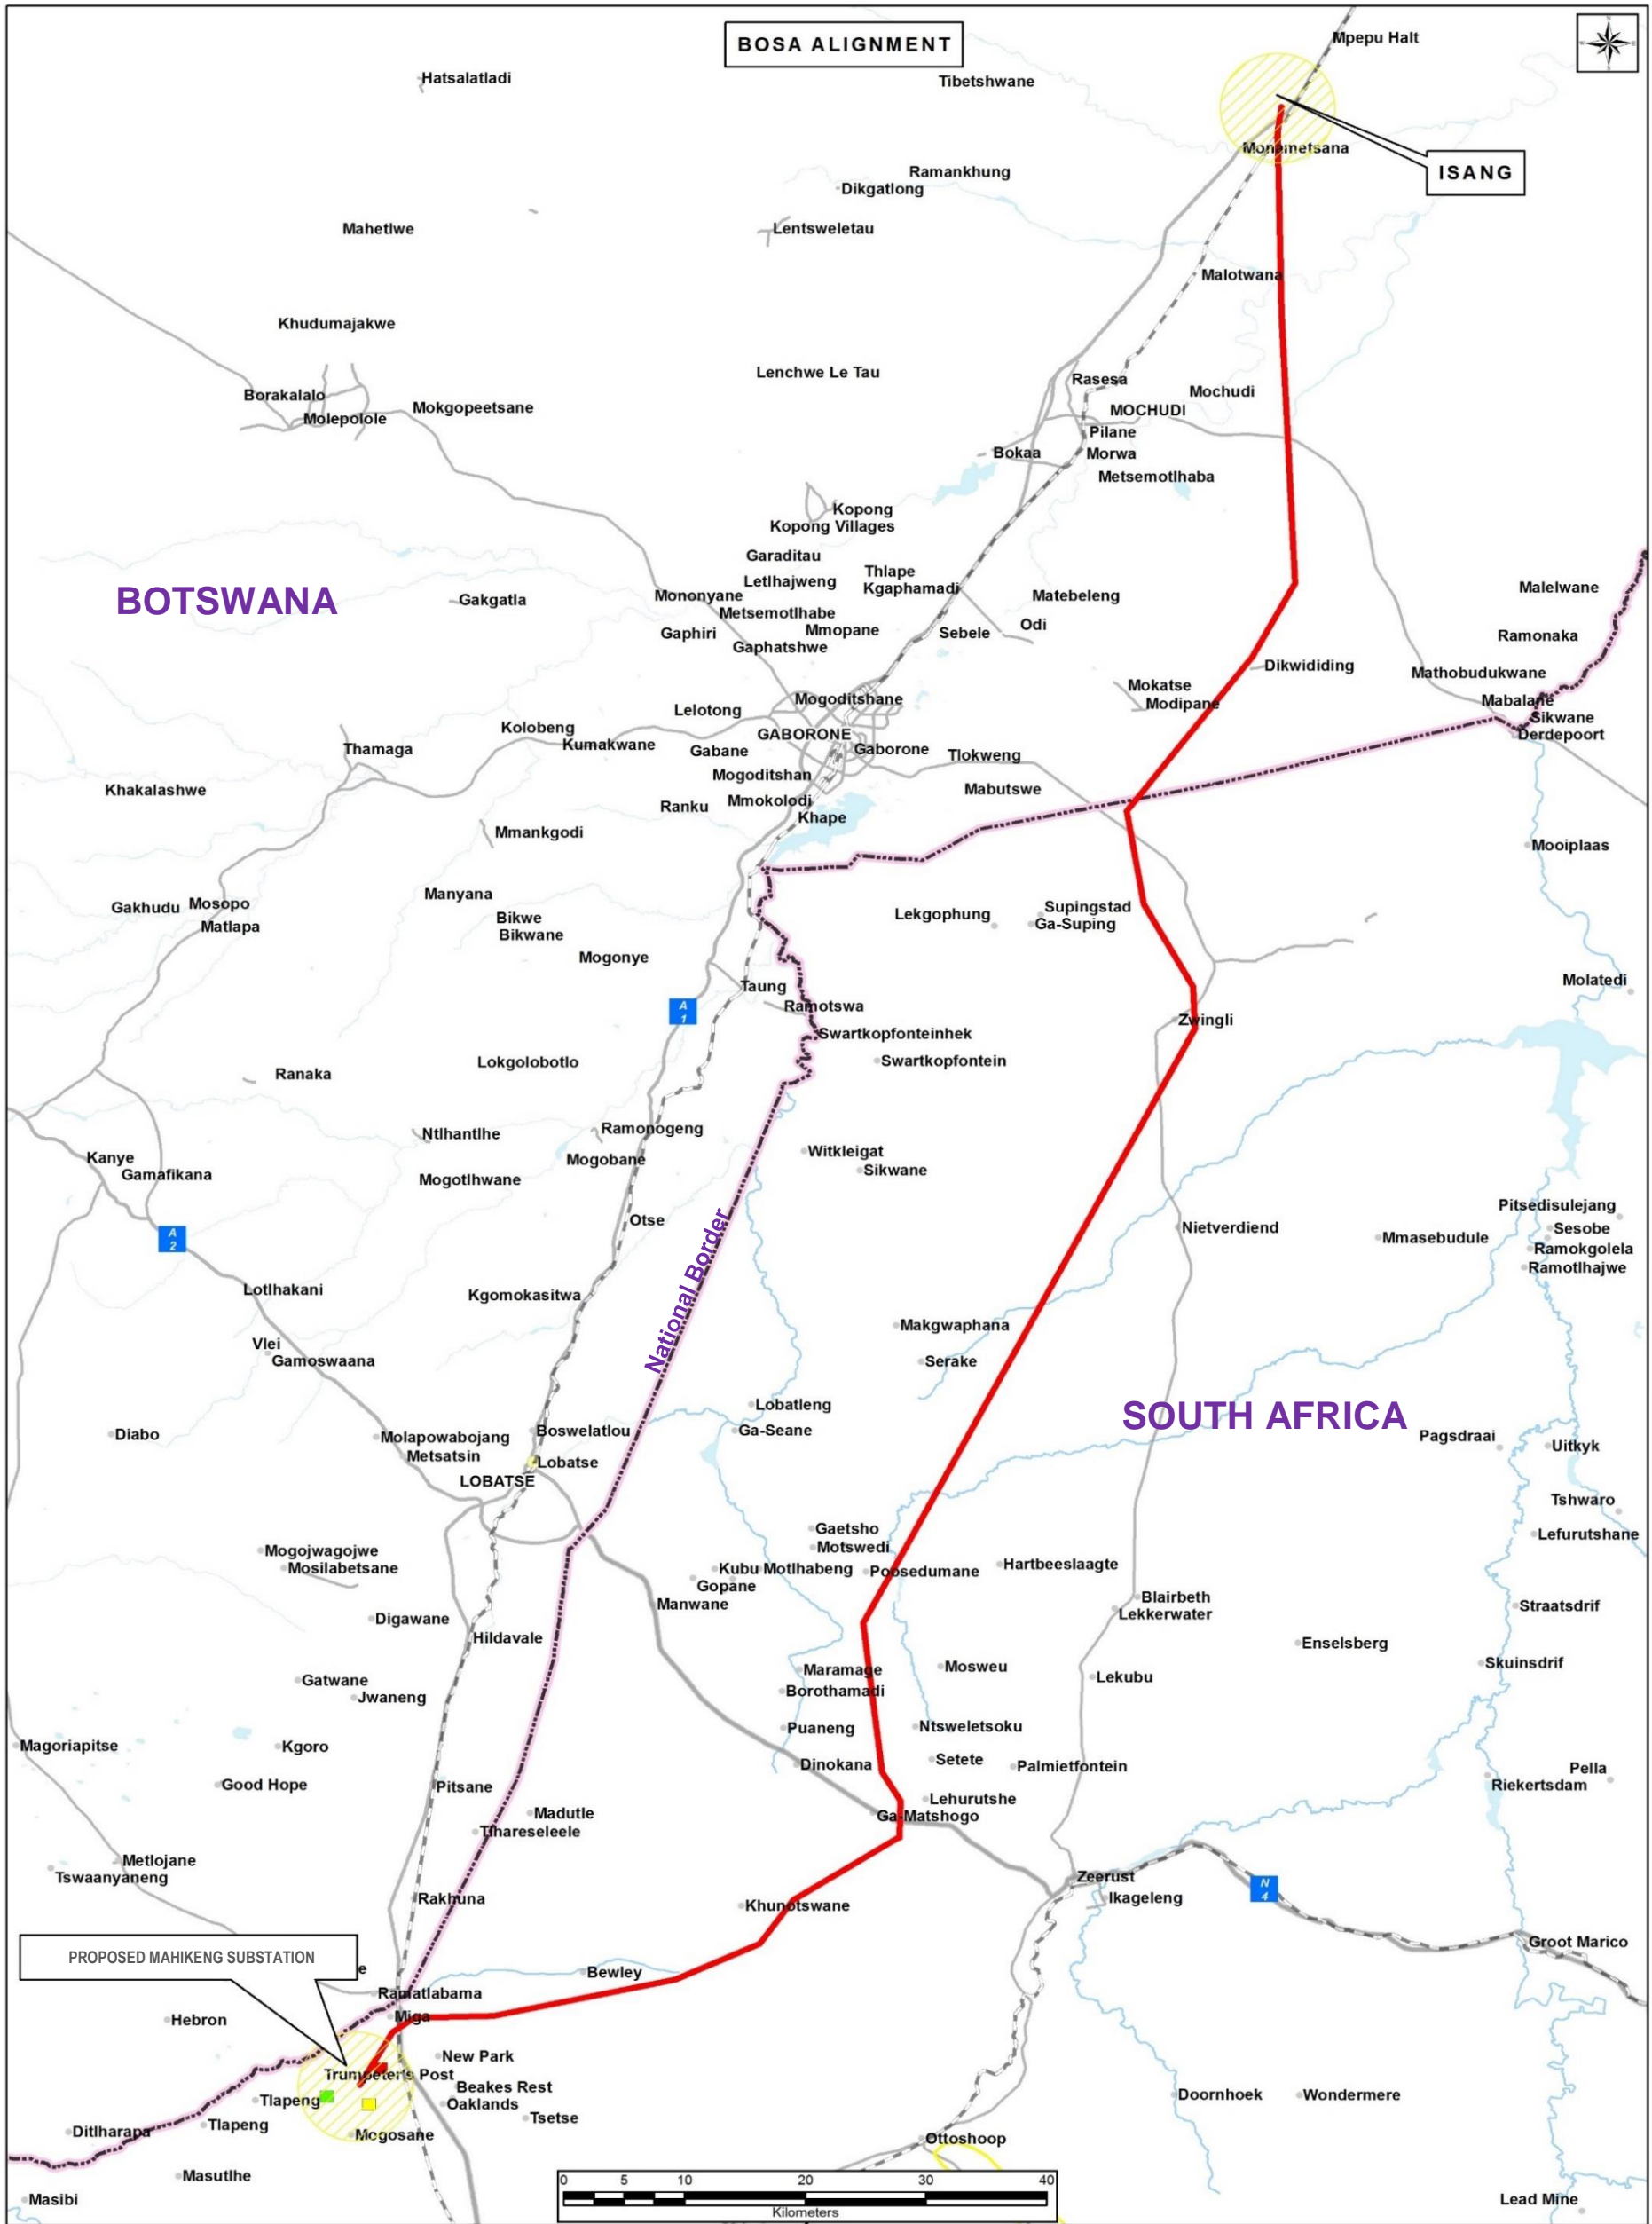 BOSA ALIGNMENT
Mpepu Halt
Hatsalatladi
Tibetshwane
Monametsana
ISANG
Ramankhung
Dikgatlong
Mahetlwe
Lentsweletau
Malotwana
Khudumajakwe
Lenchwe Le Tau
Rasesa
Mochudi
Borakalalo
Mokgopeetsane
MOCHUDI
Molepolole
Pilane
Bokaa
Morwa
Metsemotlhaba
Kopong
Kopong Villages
Garaditau
Thlape
Letlhajweng
Kgaphamadi
Malelwane
BOTSWANA
Gakgatla
Mononyane
Matebeleng
Metsemotlhabe
Odi
Gaphiri
Mmopane
Sebele
Ramonaka
Gaphatshwe
Dikwididing
Mathobudukwane
Mokatse
Mogoditshane
Modipane
Mabalane
Lelotong
Sikwane
Kolobeng
GABORONE
Derdepoort
Thamaga
Kumakwane
Gabane
Gaborone
Tlokweng
Mogoditshan
Khakalashwe
Mabutswe
Ranku
Mmokolodi
Khape
Mmankgodi
Mooiplaas
Manyana
Gakhudu
Mosopo
Supingstad
Lekgophung
Bikwe
Ga-Suping
Matlapa
Bikwane
Mogonye
Molatedi
Taung
Ramotswa
A
1
Zwingli
Swartkopfonteinhek
Lokgolobotlo
Swartkopfontein
Ranaka
Ntlhantlhe
Ramonogeng
Witkleigat
Kanye
Mogobane
Sikwane
Gamafikana
Mogotlhwane
Pitsedisulejang
Otse
Nietverdiend
Sesobe
A
2
Mmasebudule
Ramokgolela
Ramotlhajwe
National Border
Lotlhakani
Kgomokasitwa
Makgwaphana
Vlei
Gamoswaana
Serake
Lobatleng
SOUTH AFRICA
Diabo
Molapowabojang
Boswelatlou
Ga-Seane
Pagsdraai
Uitkyk
Metsatsin
Lobatse
LOBATSE
Tshwaro
Gaetsho
Lefurutshane
Motswedi
Mogojwagojwe
Mosilabetsane
Kubu
Motlhabeng
Poosedumane
Hartbeeslaagte
Gopane
Manwane
Blairbeth
Straatsdrif
Digawane
Lekkerwater
Hildavale
Enselsberg
Skuinsdrif
Gatwane
Maramage
Mosweu
Lekubu
Jwaneng
Borothamadi
Magoriapitse
Kgoro
Puaneng
Ntsweletsoku
Dinokana
Setete
Palmietfontein
Pella
Good Hope
Pitsane
Riekertsdam
Lehurutshe
Madutle
Ga-Matshogo
Tlhareseleele
Metlojane
Tswaanyaneng
Zeerust
Rakhuna
Ikageleng
N
4
Khunotswane
PROPOSED MAHIKENG SUBSTATION
Groot Marico
e
Bewley
Ramatlabama
Hebron
Miga
New Park
Trumpeter's Post
Beakes Rest
Doornhoek
Wondermere
Tlapeng
Oaklands
Tsetse
Ditlharapa
Tlapeng
Mogosane
Ottoshoop
Masutlhe
0 5 10 20 30 40
Kilometers
Masibi
Lead Mine